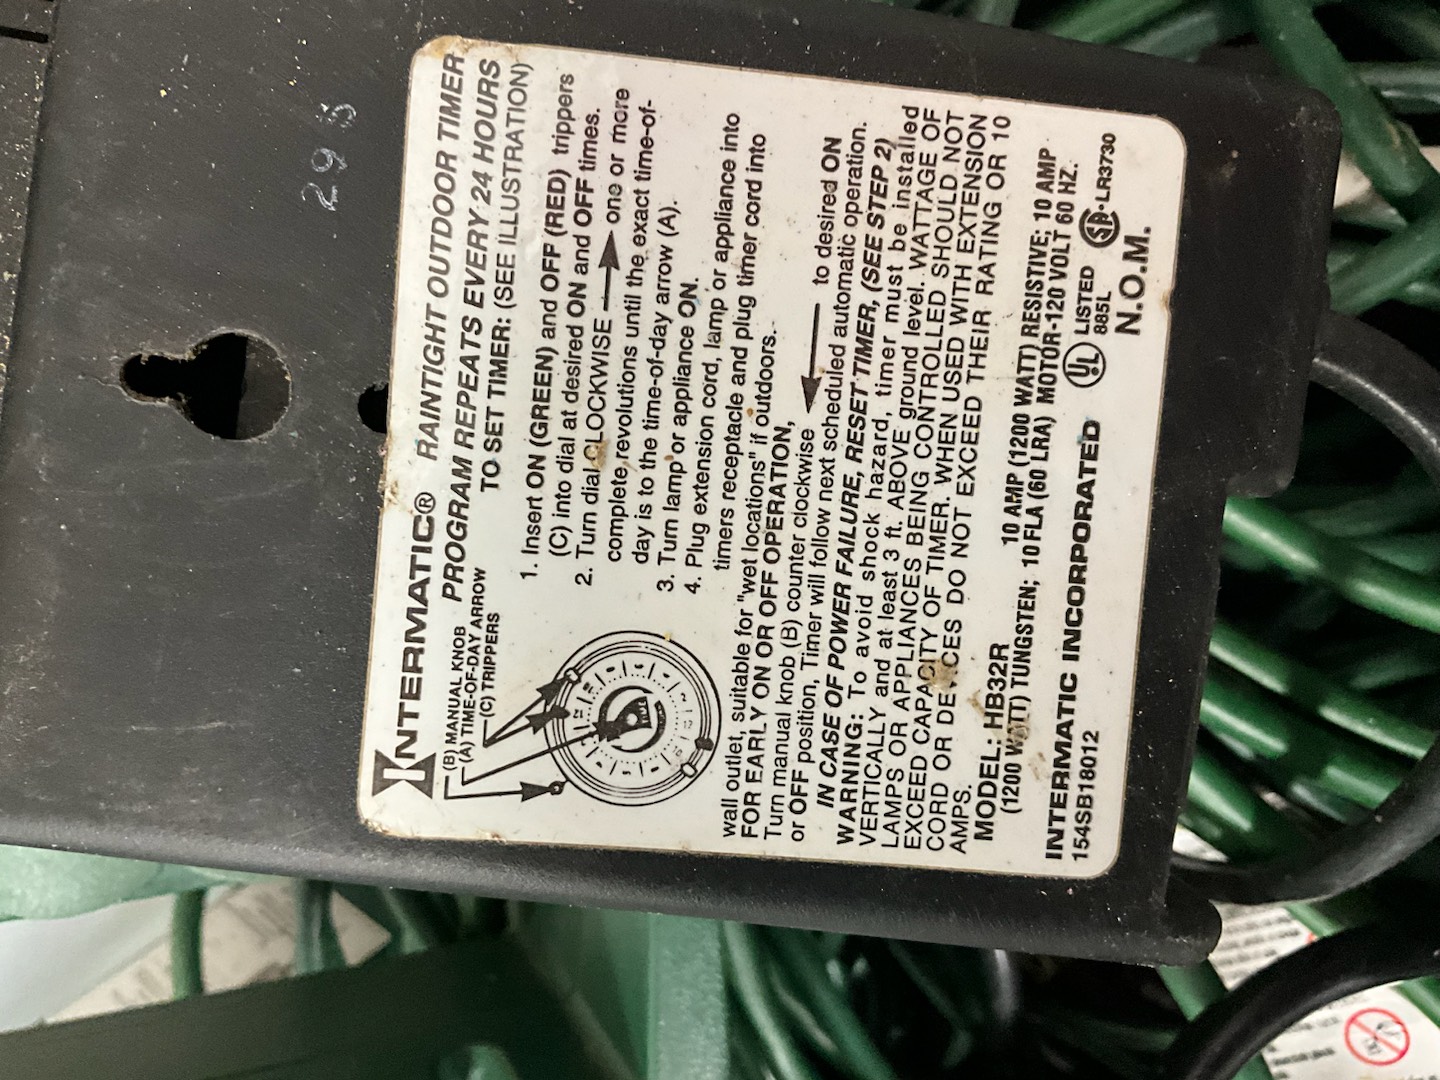 INTERMATIC® RAINTIGHT OUTDOOR TIMER
PROGRAM REPEATS EVERY 24 HOURS
TO SET TIMER: (SEE ILLUSTRATION)
(B) MANUAL KNOB
(A) TIME-OF-DAY ARROW
(C) TRIPPERS
1. Insert ON (GREEN) and OFF (RED) trippers
(C) into dial at desired ON and OFF times.
2. Turn dial CLOCKWISE one or more
complete revolutions until the exact time-of-
day is to the time-of-day arrow (A).
3. Turn lamp or appliance ON.
4. Plug extension cord, lamp or appliance into
timers receptacle and plug timer cord into
wall outlet, suitable for "wet locations" if outdoors.
FOR EARLY ON OR OFF OPERATION,
Turn manual knob (B) counter clockwise to desired ON
or OFF position, Timer will follow next scheduled automatic operation.
IN CASE OF POWER FAILURE, RESET TIMER, (SEE STEP 2)
WARNING: To avoid shock hazard, timer must be installed
VERTICALLY and at least 3 ft. ABOVE ground level. WATTAGE OF
LAMPS OR APPLIANCES BEING CONTROLLED SHOULD NOT
EXCEED CAPACITY OF TIMER. WHEN USED WITH EXTENSION
CORD OR DEVICES DO NOT EXCEED THEIR RATING OR 10
AMPS.
MODEL: HB32R 10 AMP (1200 WATT) RESISTIVE; 10 AMP
(1200 WATT) TUNGSTEN; 10 FLA (60 LRA) MOTOR-120 VOLT 60 HZ.
INTERMATIC INCORPORATED UL LISTED 885L SA LR3730
154SB18012 N.O.M.